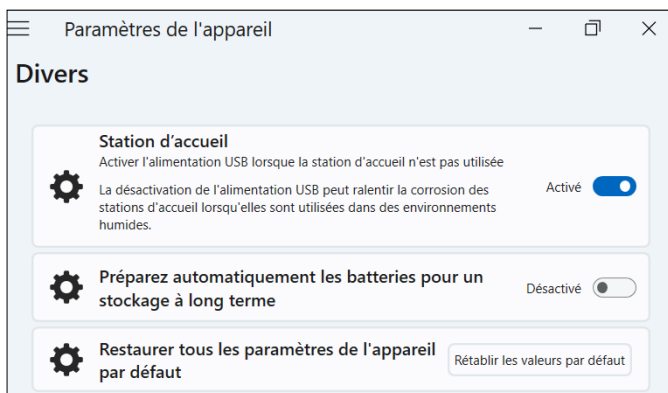 Paramètres de l'appareil
Divers
Station d’accueil
Activer l'alimentation USB lorsque la station d'accueil n'est pas utilisée
La désactivation de l'alimentation USB peut ralentir la corrosion des
stations d'accueil lorsqu'elles sont utilisées dans des environnements
humides.
Activé
Préparez automatiquement les batteries pour un
stockage à long terme
Désactivé
Restaurer tous les paramètres de l'appareil
par défaut
Rétablir les valeurs par défaut